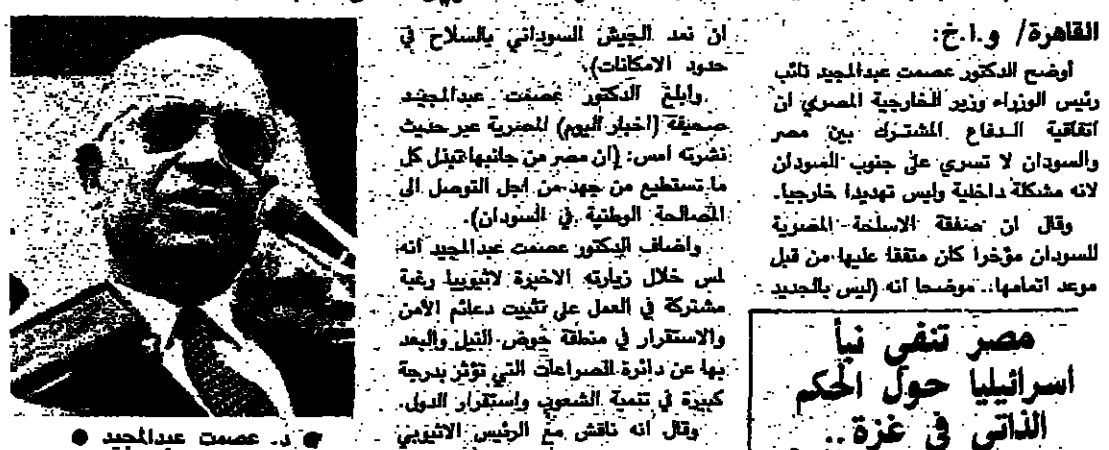 القاهرة/ و.ا.خ:
أوضح الدكتور عصمت عبدالمجيد نائب
رئيس الوزراء وزير الخارجية المصري ان
اتفاقية الدفاع المشترك بين مصر
والسودان لا تسري على جنوب السودان
لانه مشكلة داخلية وليس تهديدا خارجيا.
وقال ان صفقة الاسلحة المصرية
للسودان مؤخرا كان متفقا عليها من قبل
موعد اتمامها.. موضحا انه (ليس بالجديد
ان نمد الجيش السوداني بالسلاح في
حدود الامكانات).
وابلغ الدكتور عصمت عبدالمجيد
صحيفة (اخبار اليوم) المصرية عبر حديث
نشرته امس: (ان مصر من جانبها تبذل كل
ما تستطيع من جهد من اجل التوصل الى
المصالحة الوطنية في السودان).
واضاف الدكتور عصمت عبدالمجيد انه
لمس خلال زيارته الاخيرة لاثيوبيا رغبة
مشتركة في العمل على تثبيت دعائم الأمن
والاستقرار في منطقة حوض النيل والبعد
بها عن دائرة الصراعات التي تؤثر بدرجة
كبيرة في تنمية الشعوب واستقرار الدول.
وقال انه ناقش مع الرئيس الاثيوبي
مصر تنفي نبأ
اسرائيليا حول الحكم
الذاتي في غزة..
● د. عصمت عبدالمجيد ●